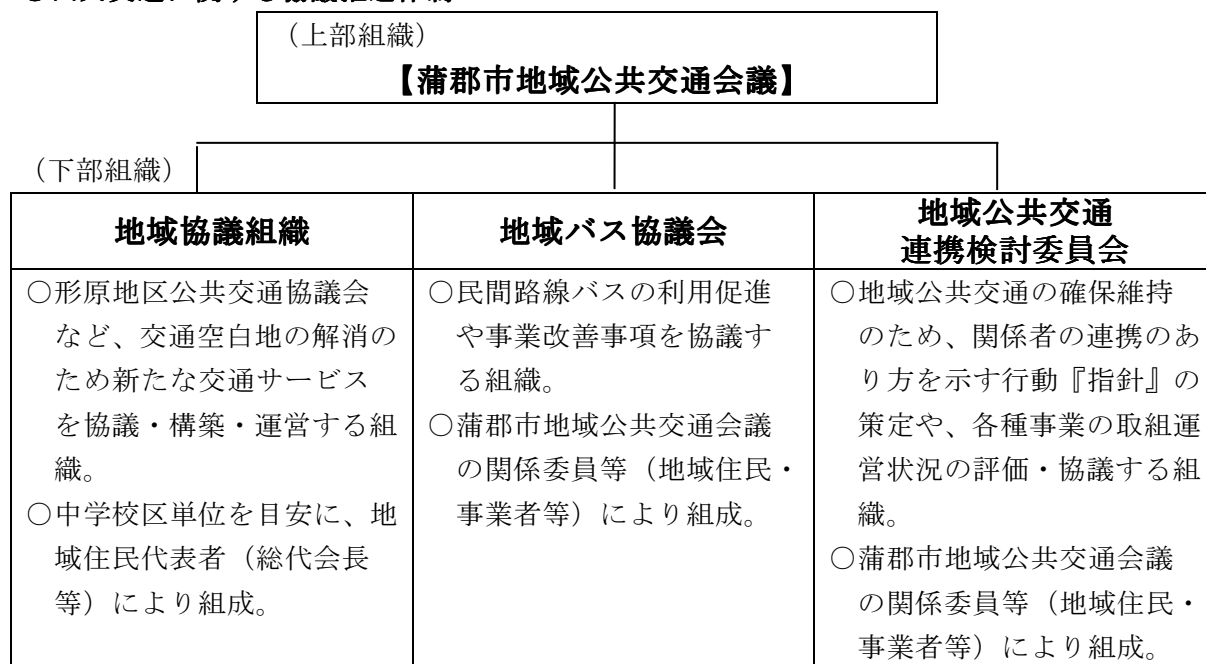 （上部組織）
【蒲郡市地域公共交通会議】
（下部組織）
地域協議組織
○形原地区公共交通協議会
など、交通空白地の解消の
ため新たな交通サービス
を協議・構築・運営する組
織。
○中学校区単位を目安に、地
域住民代表者（総代会長
等）により組成。
地域バス協議会
○民間路線バスの利用促進
や事業改善事項を協議す
る組織。
○蒲郡市地域公共交通会議
の関係委員等（地域住民・
事業者等）により組成。
地域公共交通
連携検討委員会
○地域公共交通の確保維持
のため、関係者の連携のあ
り方を示す行動『指針』の
策定や、各種事業の取組運
営状況の評価・協議する組
織。
○蒲郡市地域公共交通会議
の関係委員等（地域住民・
事業者等）により組成。